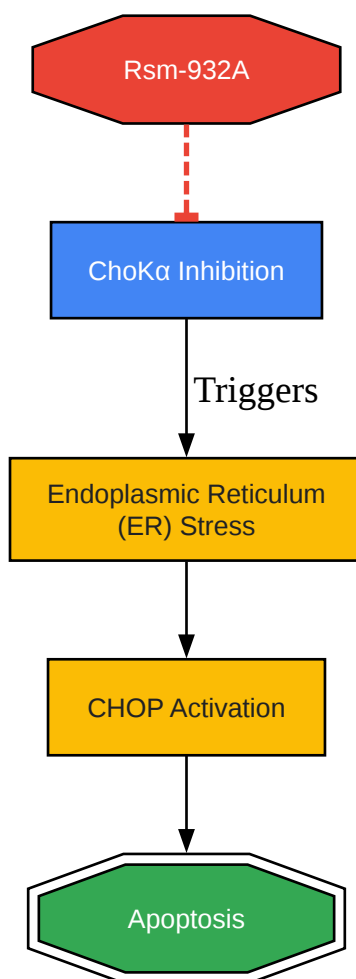 Rsm-932A
ChoKα Inhibition
Triggers
Endoplasmic Reticulum
(ER) Stress
CHOP Activation
Apoptosis